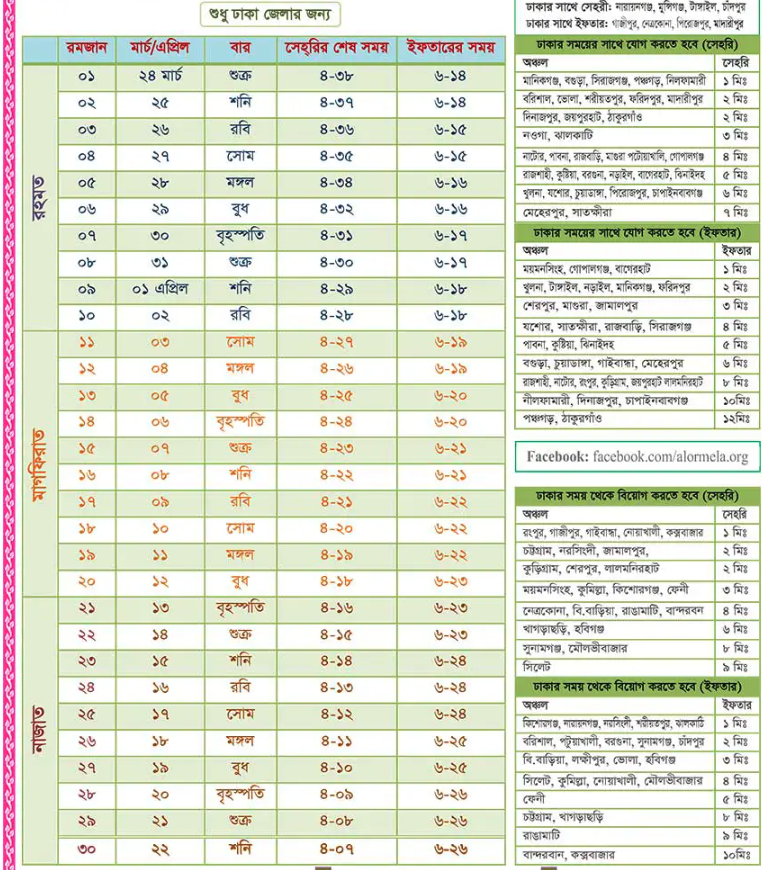 শুধু ঢাকা জেলার জন্য
রমজান মার্চ/এপ্রিল বার সেহ্‌রির শেষ সময় ইফতারের সময়
রহমত
০১ ২৪ মার্চ শুক্র ৪-৩৮ ৬-১৪
০২ ২৫ শনি ৪-৩৭ ৬-১৪
০৩ ২৬ রবি ৪-৩৬ ৬-১৫
০৪ ২৭ সোম ৪-৩৫ ৬-১৫
০৫ ২৮ মঙ্গল ৪-৩৪ ৬-১৬
০৬ ২৯ বুধ ৪-৩২ ৬-১৬
০৭ ৩০ বৃহস্পতি ৪-৩১ ৬-১৭
০৮ ৩১ শুক্র ৪-৩০ ৬-১৭
০৯ ০১ এপ্রিল শনি ৪-২৯ ৬-১৮
১০ ০২ রবি ৪-২৮ ৬-১৮
মাগফিরাত
১১ ০৩ সোম ৪-২৭ ৬-১৯
১২ ০৪ মঙ্গল ৪-২৬ ৬-১৯
১৩ ০৫ বুধ ৪-২৫ ৬-২০
১৪ ০৬ বৃহস্পতি ৪-২৪ ৬-২০
১৫ ০৭ শুক্র ৪-২৩ ৬-২১
১৬ ০৮ শনি ৪-২২ ৬-২১
১৭ ০৯ রবি ৪-২১ ৬-২২
১৮ ১০ সোম ৪-২০ ৬-২২
১৯ ১১ মঙ্গল ৪-১৯ ৬-২২
২০ ১২ বুধ ৪-১৮ ৬-২৩
নাজাত
২১ ১৩ বৃহস্পতি ৪-১৬ ৬-২৩
২২ ১৪ শুক্র ৪-১৫ ৬-২৩
২৩ ১৫ শনি ৪-১৪ ৬-২৪
২৪ ১৬ রবি ৪-১৩ ৬-২৪
২৫ ১৭ সোম ৪-১২ ৬-২৪
২৬ ১৮ মঙ্গল ৪-১১ ৬-২৫
২৭ ১৯ বুধ ৪-১০ ৬-২৫
২৮ ২০ বৃহস্পতি ৪-০৯ ৬-২৬
২৯ ২১ শুক্র ৪-০৮ ৬-২৬
৩০ ২২ শনি ৪-০৭ ৬-২৬
ঢাকার সাথে সেহরী: নারায়নগঞ্জ, মুন্সিগঞ্জ, টাঙ্গাইল, চাঁদপুর
ঢাকার সাথে ইফতার: গাজীপুর, নেত্রকোনা, পিরোজপুর, মাদারীপুর
ঢাকার সময়ের সাথে যোগ করতে হবে (সেহরি)
অঞ্চল সেহরি
মানিকগঞ্জ, বগুড়া, সিরাজগঞ্জ, পঞ্চগড়, নিলফামারী ১ মিঃ
বরিশাল, ভোলা, শরীয়তপুর, ফরিদপুর, মাদারীপুর ২ মিঃ
দিনাজপুর, জয়পুরহাট, ঠাকুরগাঁও ২ মিঃ
নওগা, ঝালকাটি ৩ মিঃ
নাটোর, পাবনা, রাজবাড়ি, মাগুরা পটোয়াখালি, গোপালগঞ্জ ৪ মিঃ
রাজশাহী, কুষ্টিয়া, বরগুনা, নড়াইল, বাগেরহাট, ঝিনাইদহ ৫ মিঃ
খুলনা, যশোর, চুয়াডাঙ্গা, পিরোজপুর, চাপাইনবাবগঞ্জ ৬ মিঃ
মেহেরপুর, সাতক্ষীরা ৭ মিঃ
ঢাকার সময়ের সাথে যোগ করতে হবে (ইফতার)
অঞ্চল ইফতার
ময়মনসিংহ, গোপালগঞ্জ, বাগেরহাট ১ মিঃ
খুলনা, টাঙ্গাইল, নড়াইল, মানিকগঞ্জ, ফরিদপুর ২ মিঃ
শেরপুর, মাগুরা, জামালপুর ৩ মিঃ
যশোর, সাতক্ষীরা, রাজবাড়ি, সিরাজগঞ্জ ৪ মিঃ
পাবনা, কুষ্টিয়া, ঝিনাইদহ ৫ মিঃ
বগুড়া, চুয়াডাঙ্গা, গাইবান্ধা, মেহেরপুর ৬ মিঃ
রাজশাহী, নাটোর, রংপুর, কুড়িগ্রাম, জয়পুরহাট লালমনিরহাট ৮ মিঃ
নীলফামারী, দিনাজপুর, চাপাইনবাবগঞ্জ ১০মিঃ
পঞ্চগড়, ঠাকুরগাঁও ১২মিঃ
Facebook: facebook.com/alormela.org
ঢাকার সময় থেকে বিয়োগ করতে হবে (সেহরি)
অঞ্চল সেহরি
রংপুর, গাজীপুর, গাইবান্ধা, নোয়াখালী, কক্সবাজার ১ মিঃ
চট্টগ্রাম, নরসিংদী, জামালপুর, ২ মিঃ
কুড়িগ্রাম, শেরপুর, লালমনিরহাট ২ মিঃ
ময়মনসিংহ, কুমিল্লা, কিশোরগঞ্জ, ফেনী ৩ মিঃ
নেত্রকোনা, বি.বাড়িয়া, রাঙামাটি, বান্দরবন ৪ মিঃ
খাগড়াছড়ি, হবিগঞ্জ ৬ মিঃ
সুনামগঞ্জ, মৌলভীবাজার ৮ মিঃ
সিলেট ৯ মিঃ
ঢাকার সময় থেকে বিয়োগ করতে হবে (ইফতার)
অঞ্চল ইফতার
কিশোরগঞ্জ, নারায়নগঞ্জ, নরসিংদী, শরীয়তপুর, ঝালকাটি ১ মিঃ
বরিশাল, পটুয়াখালী, বরগুনা, সুনামগঞ্জ, চাঁদপুর ২ মিঃ
বি.বাড়িয়া, লক্ষীপুর, ভোলা, হবিগঞ্জ ৩ মিঃ
সিলেট, কুমিল্লা, নোয়াখালী, মৌলভীবাজার ৪ মিঃ
ফেনী ৫ মিঃ
চট্টগ্রাম, খাগড়াছড়ি ৮ মিঃ
রাঙামাটি ৯ মিঃ
বান্দরবান, কক্সবাজার ১০মিঃ